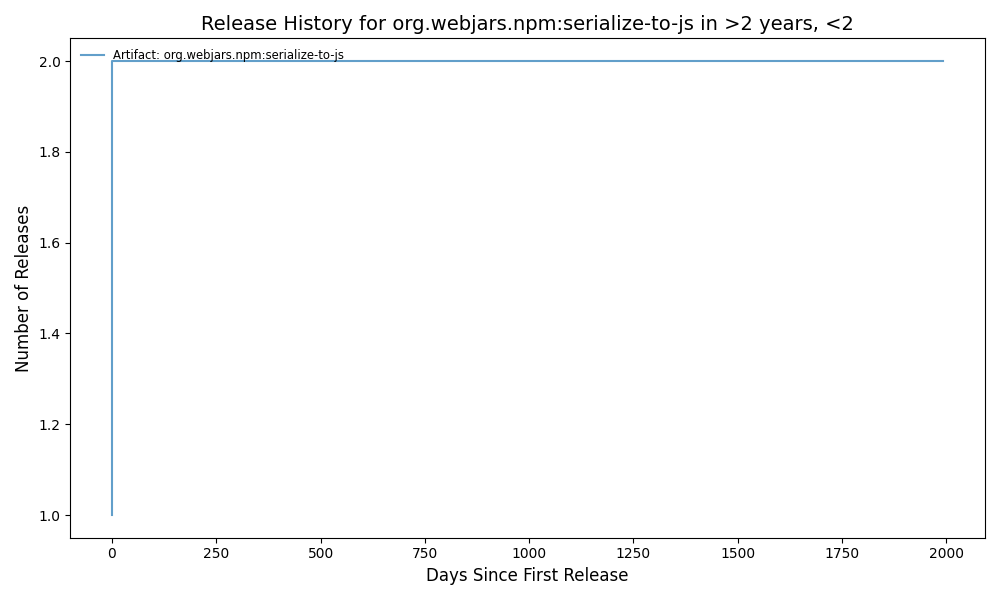 Release History for org.webjars.npm:serialize-to-js in >2 years, <2
Artifact: org.webjars.npm:serialize-to-js
2.0
1.8
1.6
1.4
1.2
1.0
Number of Releases
0 250 500 750 1000 1250 1500 1750 2000
Days Since First Release